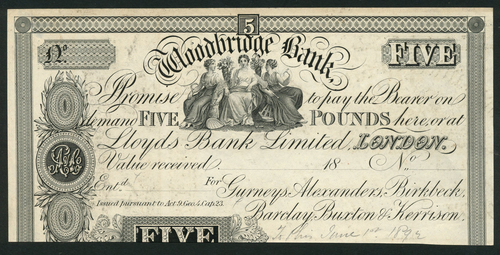 5
Woodbridge Bank
FIVE
No
I Promise to pay the Bearer on
demand FIVE POUNDS here, or at
Lloyds Bank Limited, LONDON.
Value received 18 No
Entd For Gurneys, Alexanders, Birkbeck,
Issued pursuant to Act 9. Geo. 4. Cap. 23.
Barclay, Buxton & Kerrison.
FIVE
June 1st